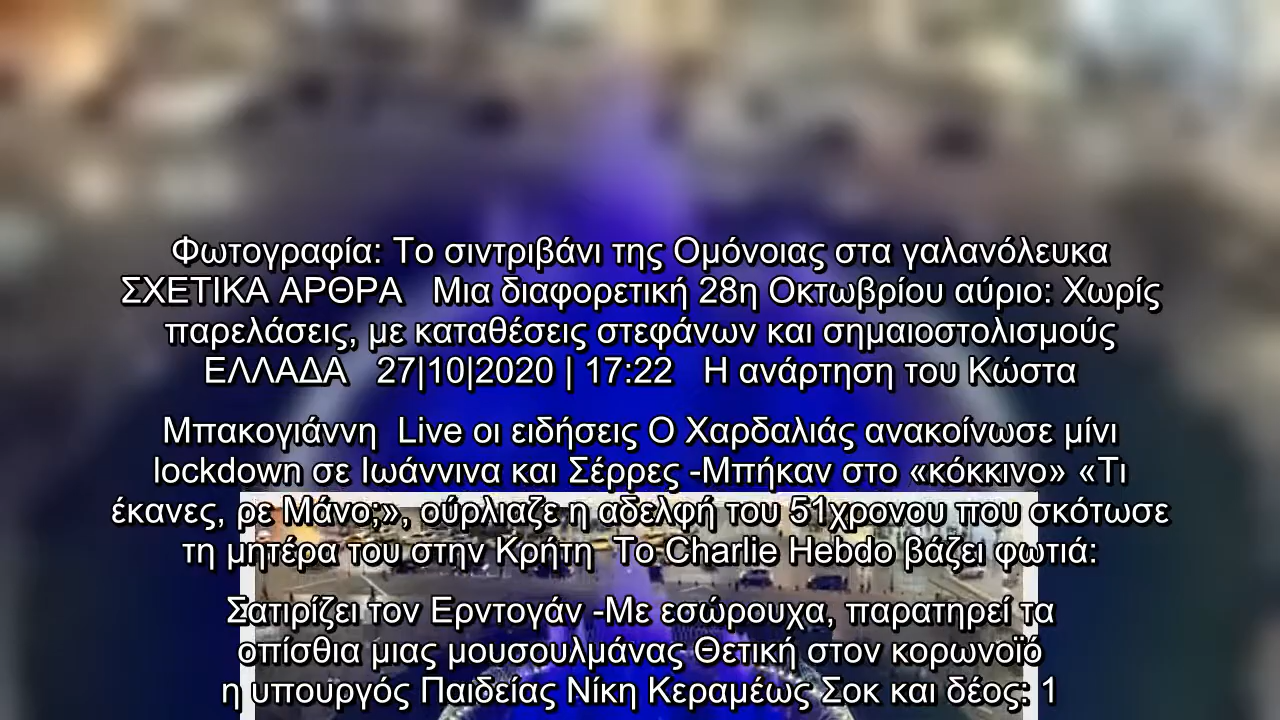 Φωτογραφία: Το σιντριβάνι της Ομόνοιας στα γαλανόλευκα
ΣΧΕΤΙΚΑ ΑΡΘΡΑ Μια διαφορετική 28η Οκτωβρίου αύριο: Χωρίς
παρελάσεις, με καταθέσεις στεφάνων και σημαιοστολισμούς
ΕΛΛΑΔΑ 27|10|2020 | 17:22 Η ανάρτηση του Κώστα
Μπακογιάννη Live οι ειδήσεις Ο Χαρδαλιάς ανακοίνωσε μίνι
lockdown σε Ιωάννινα και Σέρρες -Μπήκαν στο «κόκκινο» «Τι
έκανες, ρε Μάνο;», ούρλιαζε η αδελφή του 51χρονου που σκότωσε
τη μητέρα του στην Κρήτη Το Charlie Hebdo βάζει φωτιά:
Σατιρίζει τον Ερντογάν -Με εσώρουχα, παρατηρεί τα
οπίσθια μιας μουσουλμάνας Θετική στον κορωνοϊό
η υπουργός Παιδείας Νίκη Κεραμέως Σοκ και δέος: 1